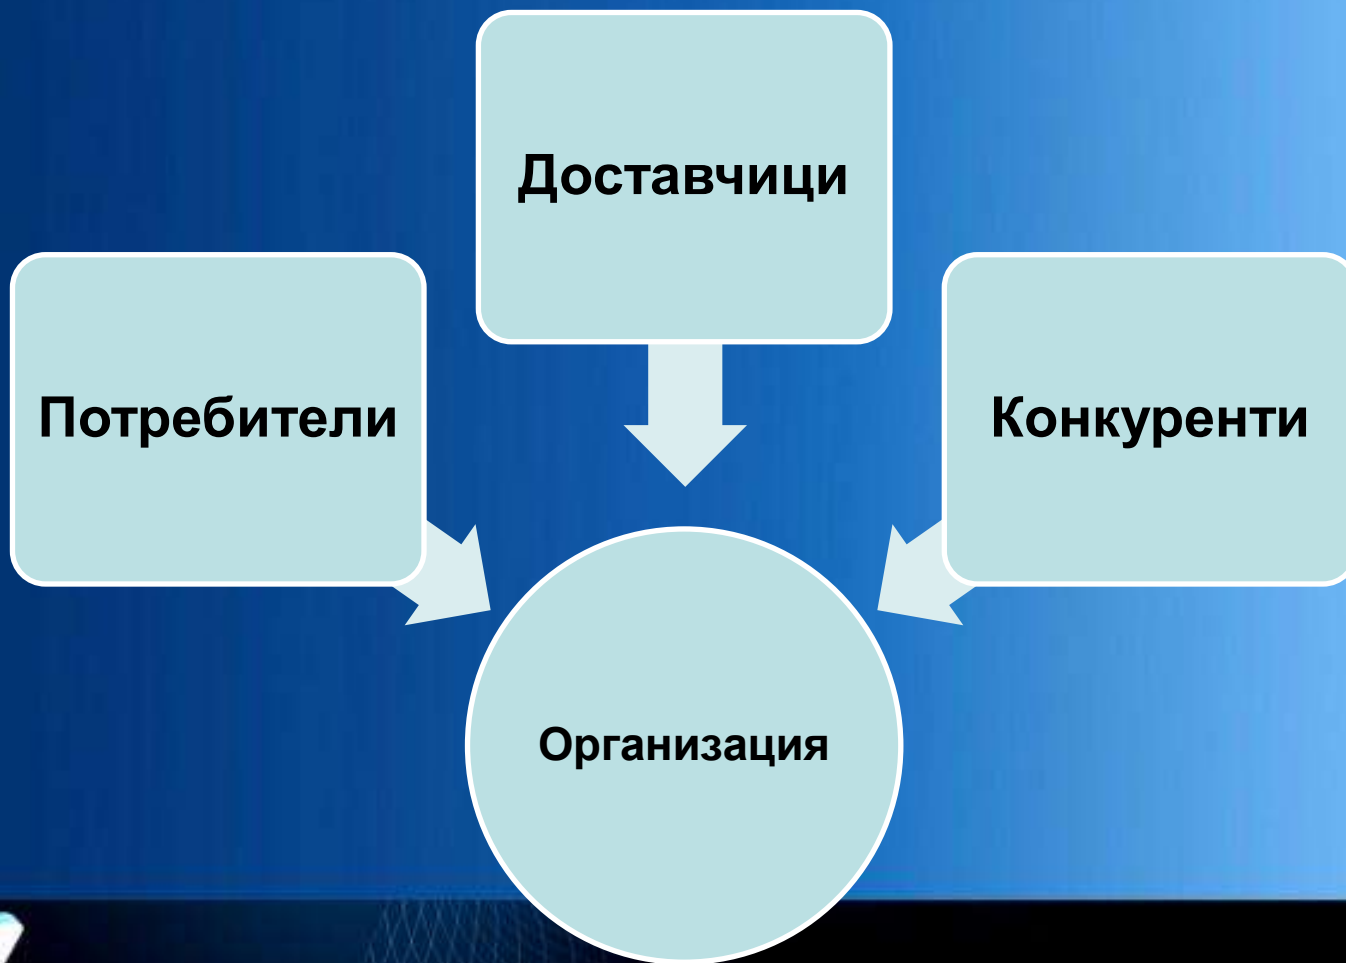 Доставчици
Потребители
Конкуренти
Организация